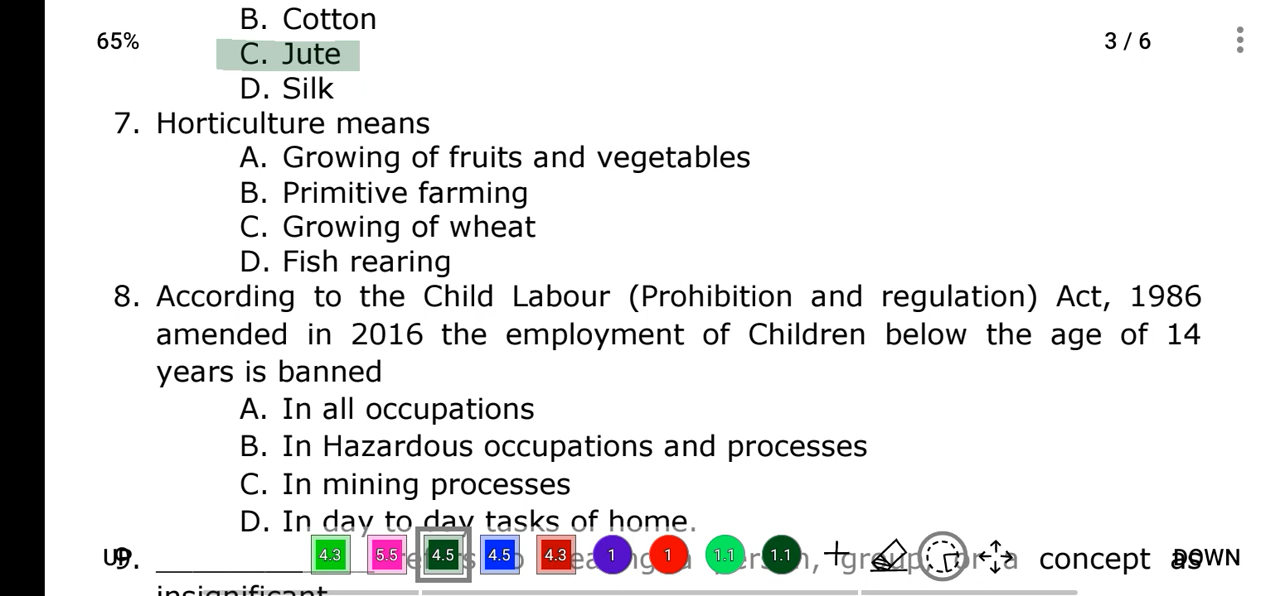 B. Cotton
65%
3 / 6
C. Jute
D. Silk
7. Horticulture means
A. Growing of fruits and vegetables
B. Primitive farming
C. Growing of wheat
D. Fish rearing
8. According to the Child Labour (Prohibition and regulation) Act, 1986
amended in 2016 the employment of Children below the age of 14
years is banned
A. In all occupations
B. In Hazardous occupations and processes
C. In mining processes
D. In day to day tasks of home.
UP
9. concept as
4.3 5.5 4.5 4.5 4.3 1 1 1.1 1.1
DOWN
insignificant